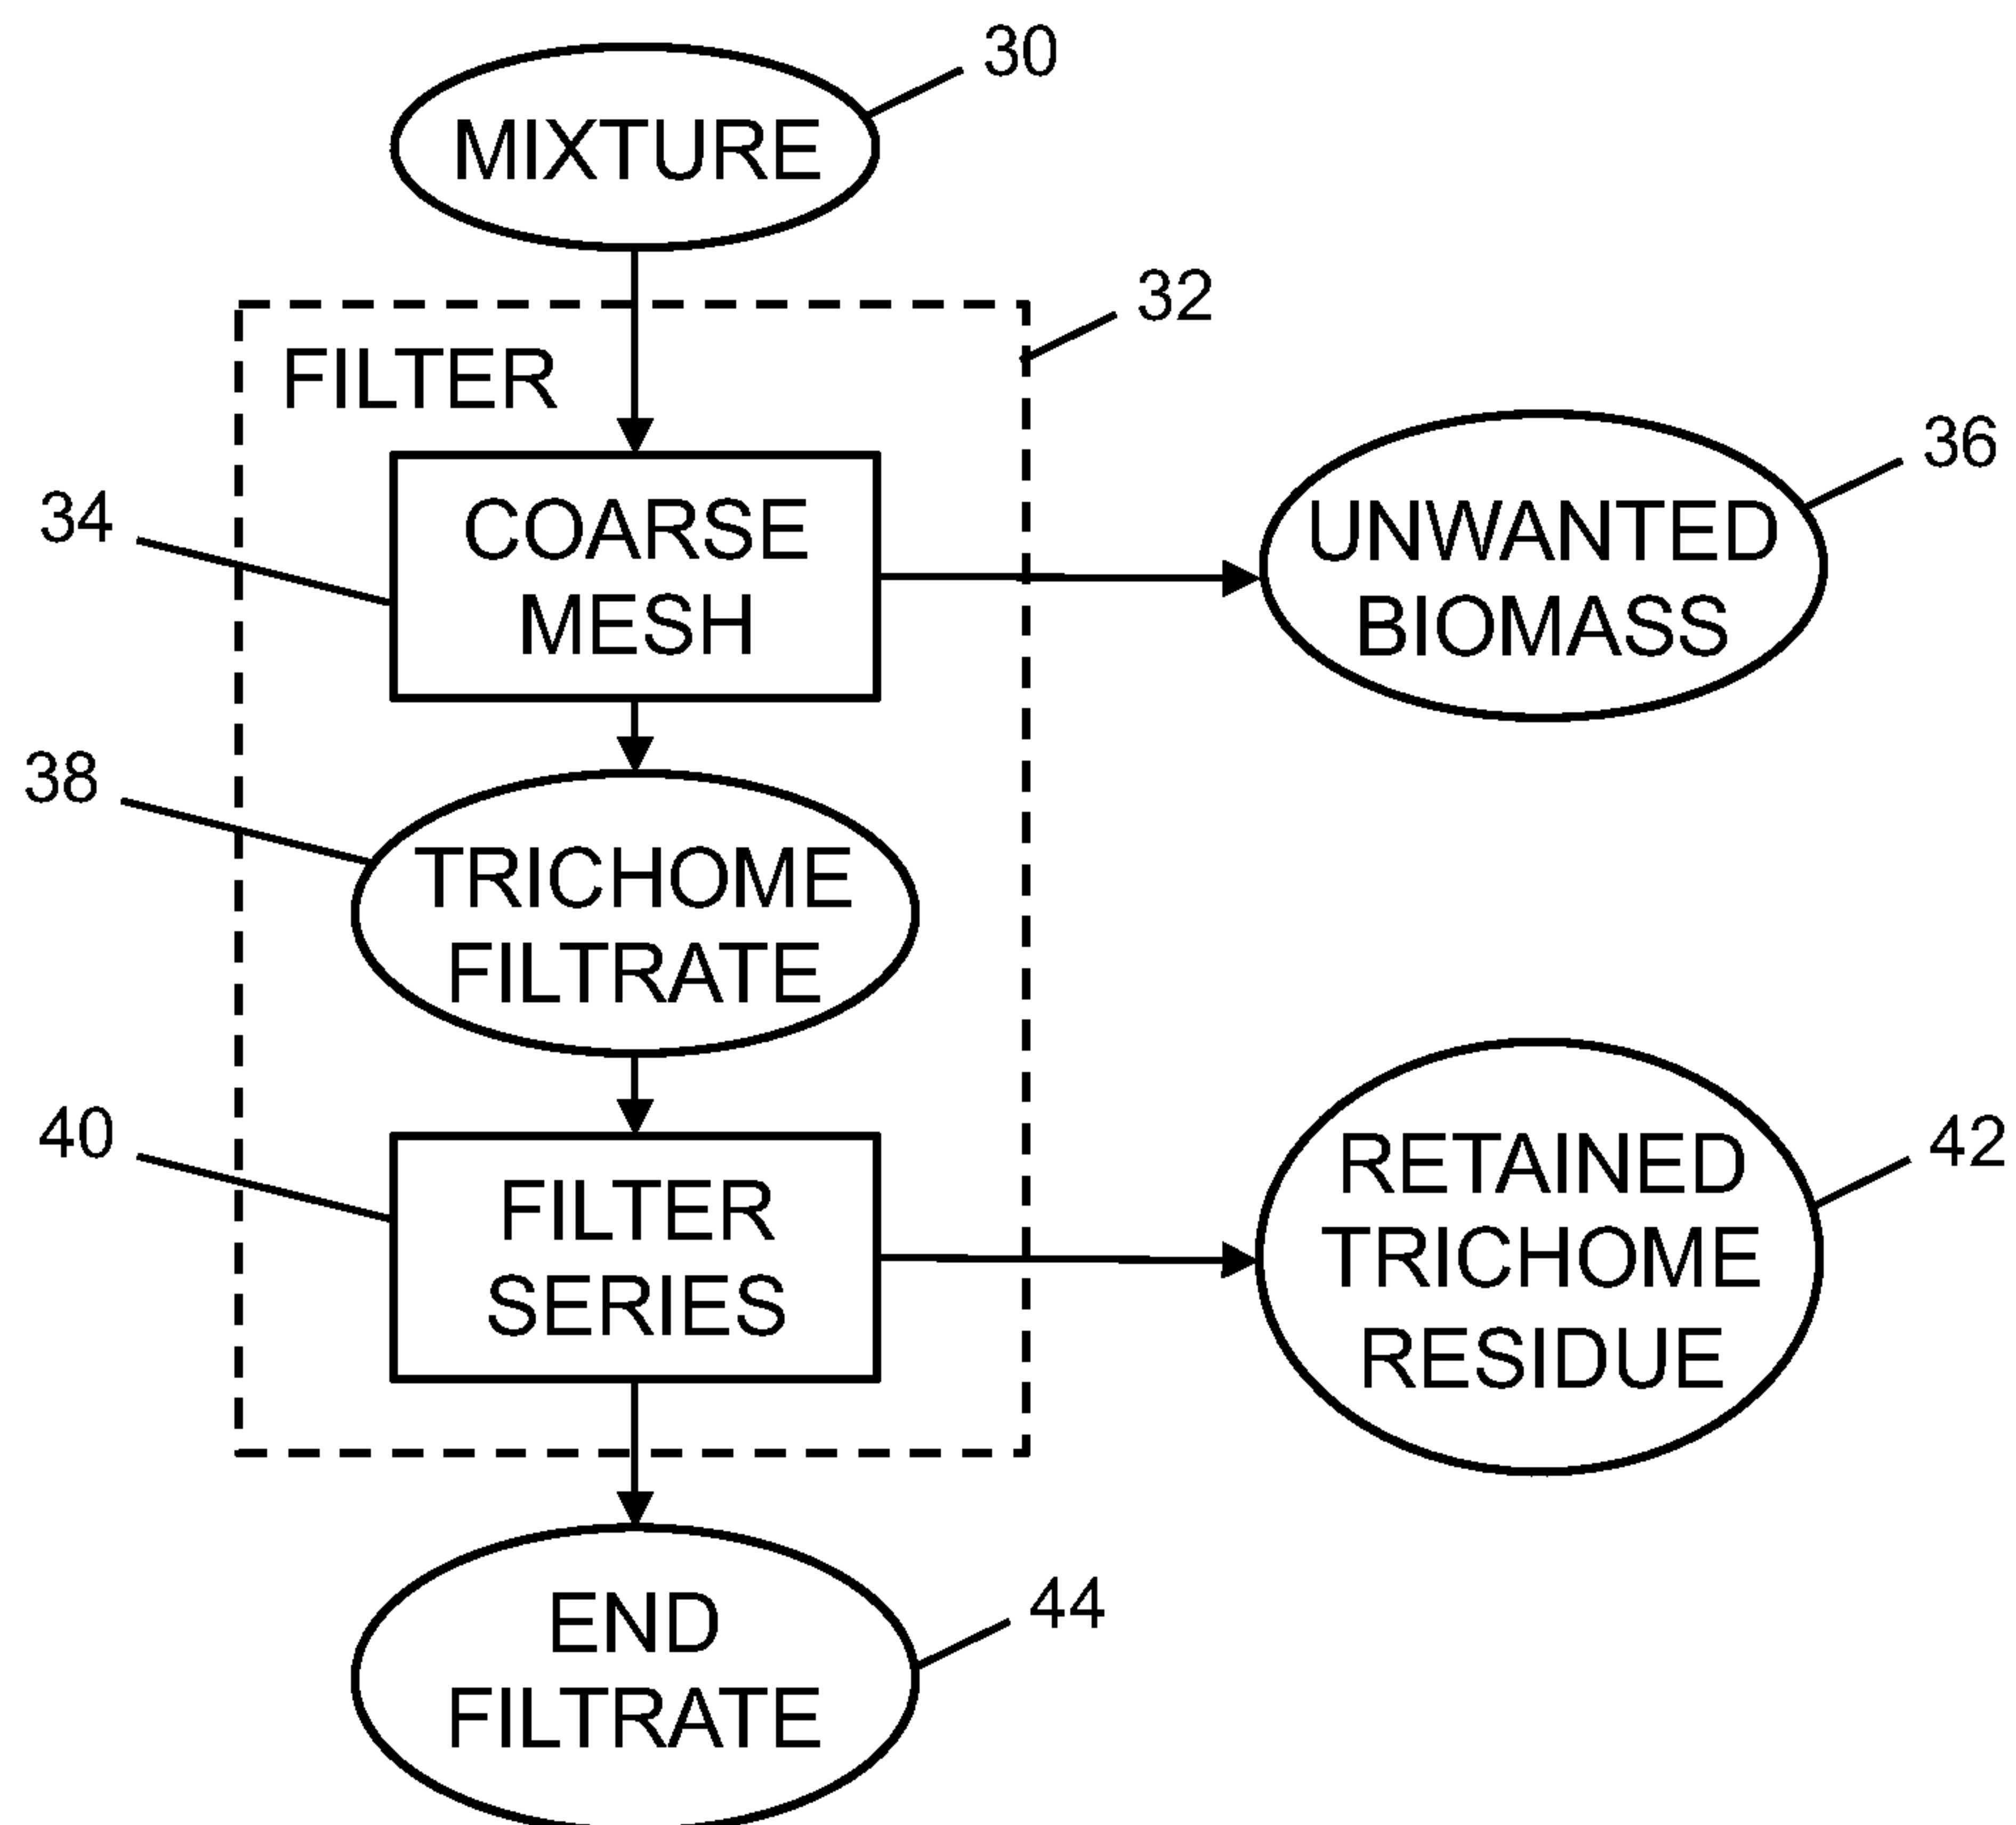 30
MIXTURE
32
FILTER
36
34
COARSE
MESH
UNWANTED
BIOMASS
38
TRICHOME
FILTRATE
40
FILTER
SERIES
42
RETAINED
TRICHOME
RESIDUE
44
END
FILTRATE